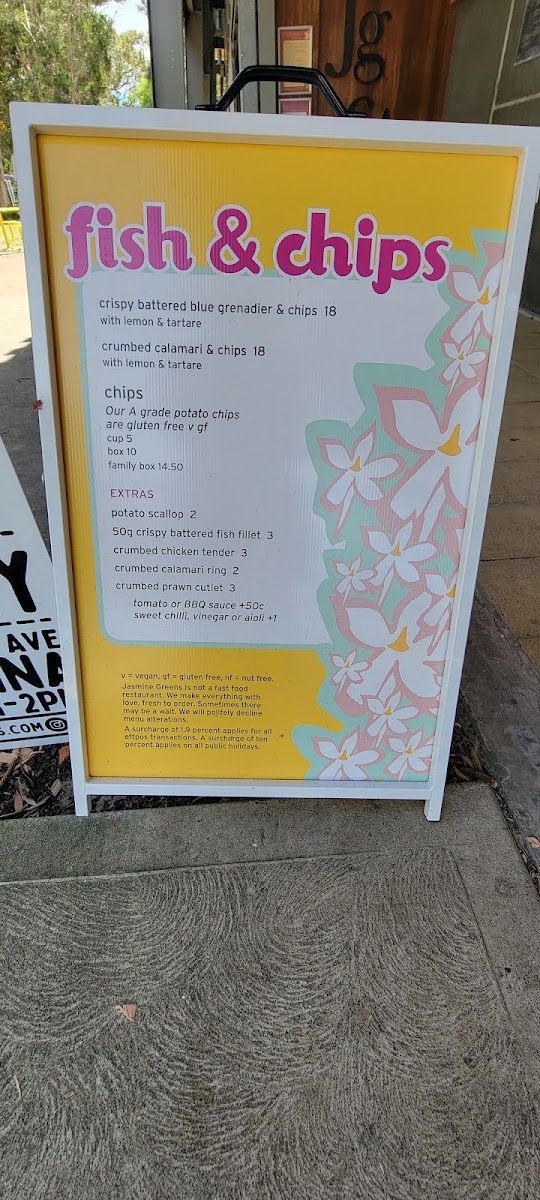 Jg
fish & chips
crispy battered blue grenadier & chips 18
with lemon & tartare
crumbed calamari & chips 18
with lemon & tartare
chips
Our A grade potato chips
are gluten free v gf
cup 5
box 10
family box 14.50
EXTRAS
potato scallop 2
50g crispy battered fish fillet 3
crumbed chicken tender 3
crumbed calamari ring 2
crumbed prawn cutlet 3
tomato or BBQ sauce +50c
sweet chilli, vinegar or aioli +1
v = vegan, gf = gluten free, nf = nut free.
Jasmine Greens is not a fast food
restaurant. We make everything with
love, fresh to order. Sometimes there
may be a wait. We will politely decline
menu alterations.
A surcharge of 1.9 percent applies for all
eftpos transactions. A surcharge of ten
percent applies on all public holidays.
Y
AVE
NA
-2P
S.COM